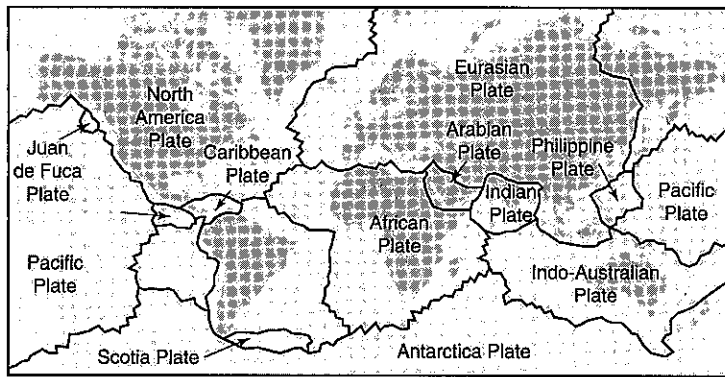 North
America
Plate
Eurasian
Plate
Juan
de Fuca
Plate
Caribbean
Plate
Arabian
Plate
Philippine
Plate
Indian
Plate
African
Plate
Pacific
Plate
Pacific
Plate
Indo-Australian
Plate
Scotia Plate
Antarctica Plate